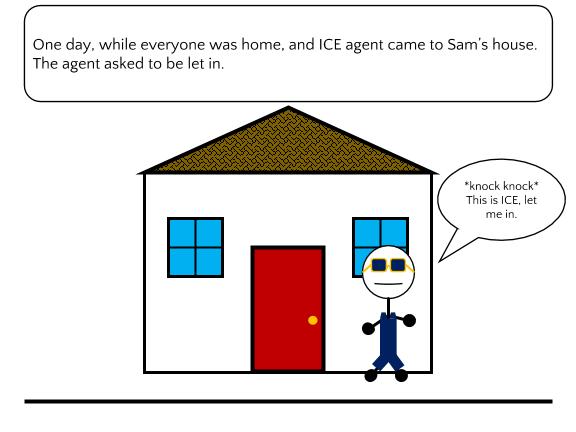 One day, while everyone was home, and ICE agent came to Sam's house.
The agent asked to be let in.
*knock knock*
This is ICE, let
me in.